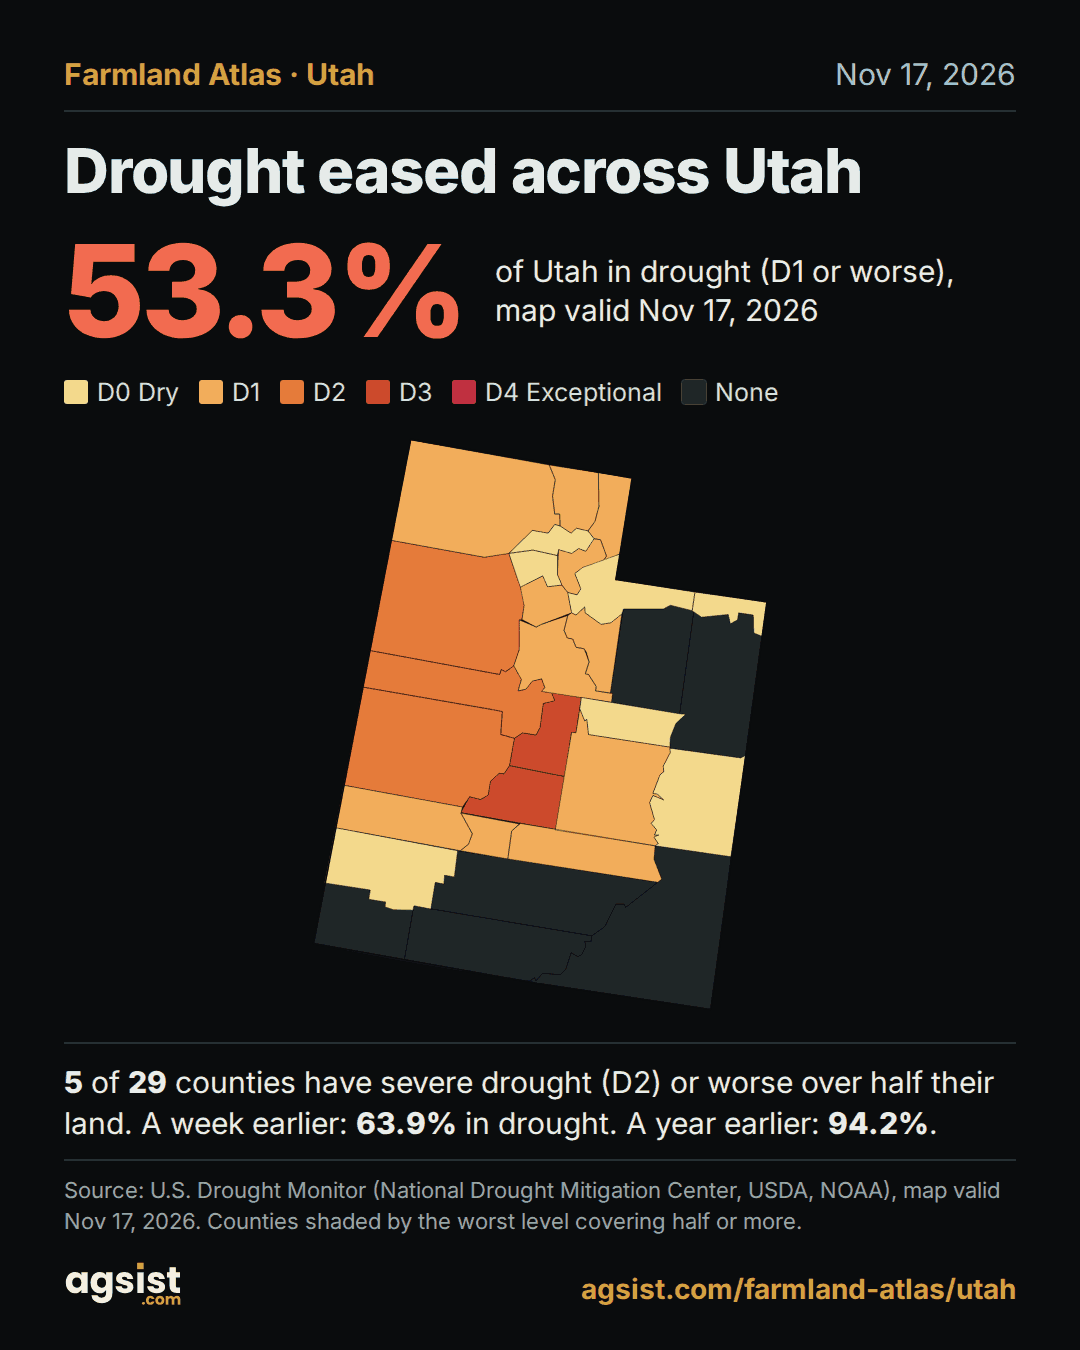 Farmland Atlas · Utah
Nov 17, 2026
Drought eased across Utah
53.3%
of Utah in drought (D1 or worse),
map valid Nov 17, 2026
D0 Dry D1 D2 D3 D4 Exceptional None
5 of 29 counties have severe drought (D2) or worse over half their
land. A week earlier: 63.9% in drought. A year earlier: 94.2%.
Source: U.S. Drought Monitor (National Drought Mitigation Center, USDA, NOAA), map valid
Nov 17, 2026. Counties shaded by the worst level covering half or more.
agsist
.com
agsist.com/farmland-atlas/utah